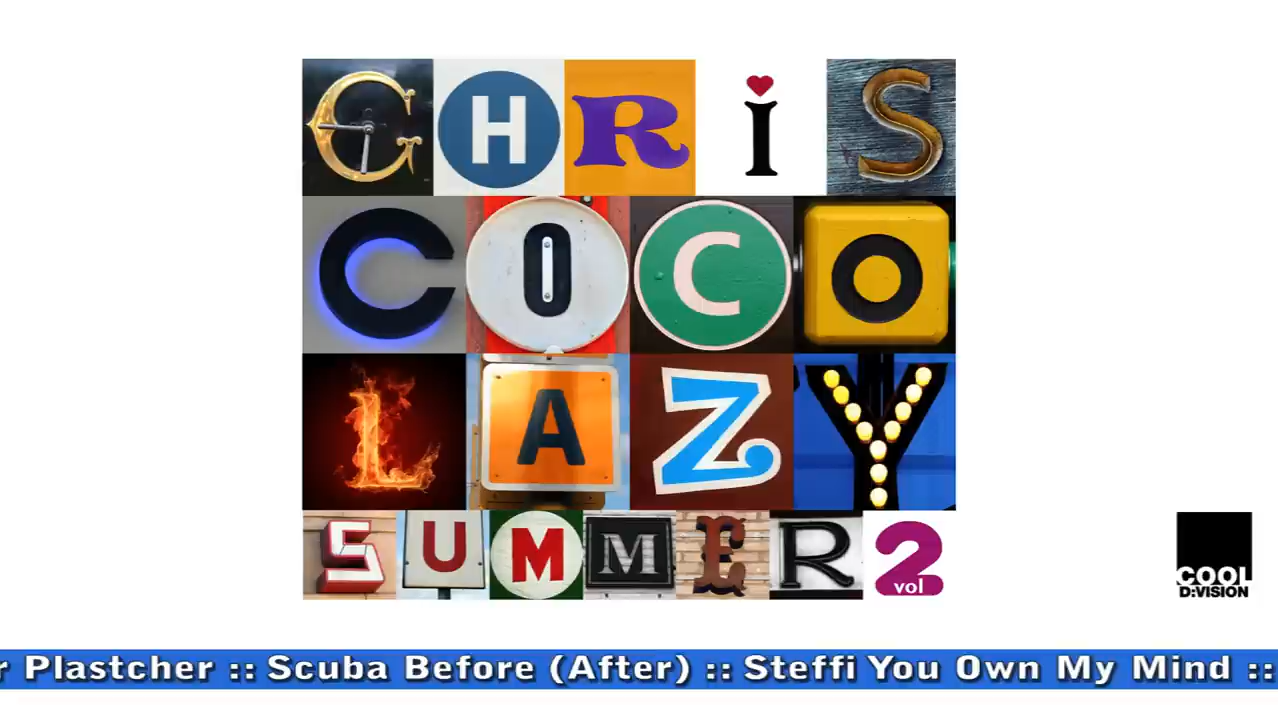 CHRiS
COCO
LAZY
SUMMER 2
vol
COOL
D:VISION
r Plastcher :: Scuba Before (After) :: Steffi You Own My Mind ::